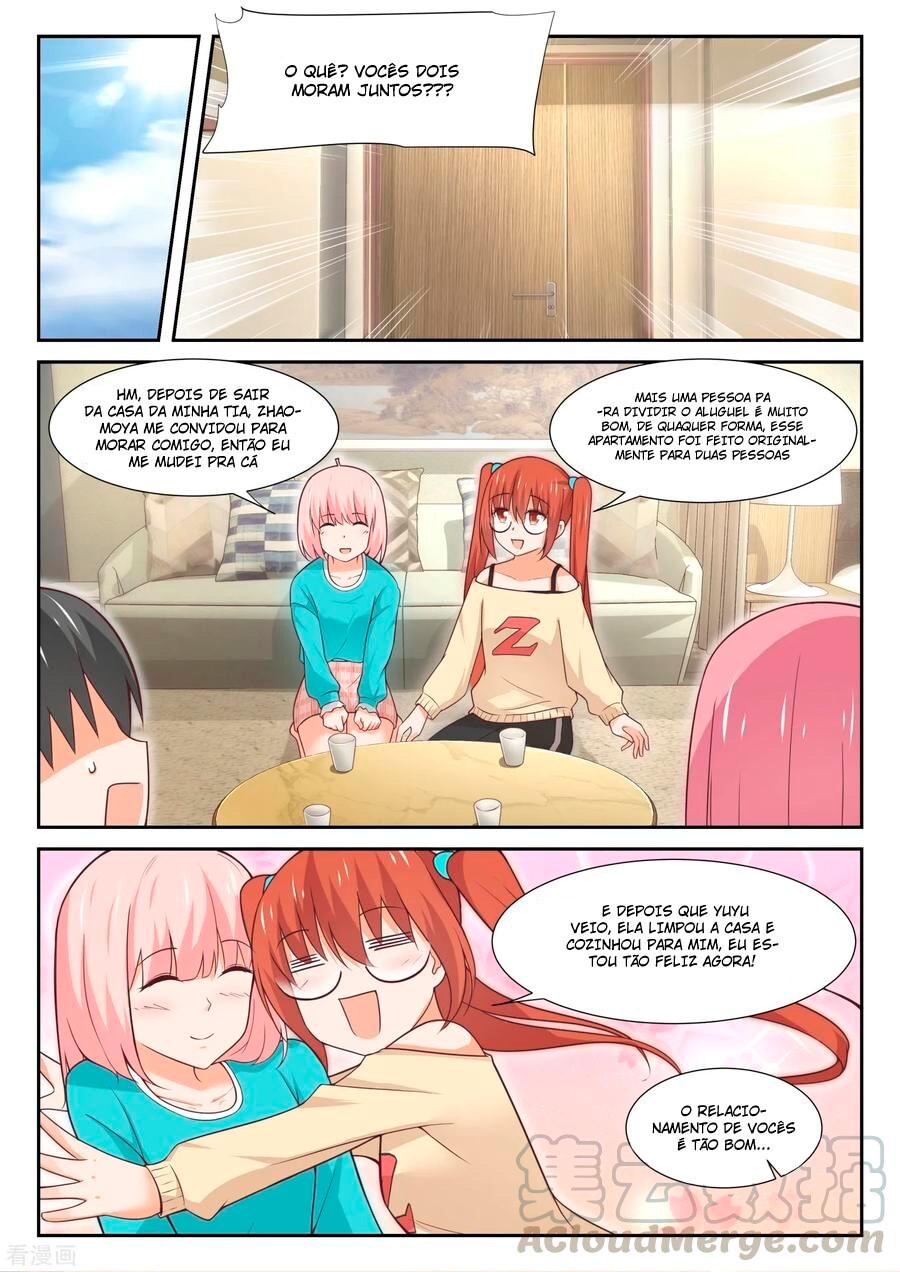 O QUÊ? VOCÊS DOIS
MORAM JUNTOS???
HM, DEPOIS DE SAIR
DA CASA DA MINHA TIA, ZHAO-
MOYA ME CONVIDOU PARA
MORAR COMIGO, ENTÃO EU
ME MUDEI PRA CÁ
MAIS UMA PESSOA PA
-RA DIVIDIR O ALUGUEL É MUITO
BOM, DE QUAQUER FORMA, ESSE
APARTAMENTO FOI FEITO ORIGINAL-
MENTE PARA DUAS PESSOAS
Z
E DEPOIS QUE YUYU
VEIO, ELA LIMPOU A CASA E
COZINHOU PARA MIM, EU ES-
TOU TÃO FELIZ AGORA!
O RELACIO-
NAMENTO DE VOCÊS
É TÃO BOM...
集云数据
AcloudMerge.com
看漫画